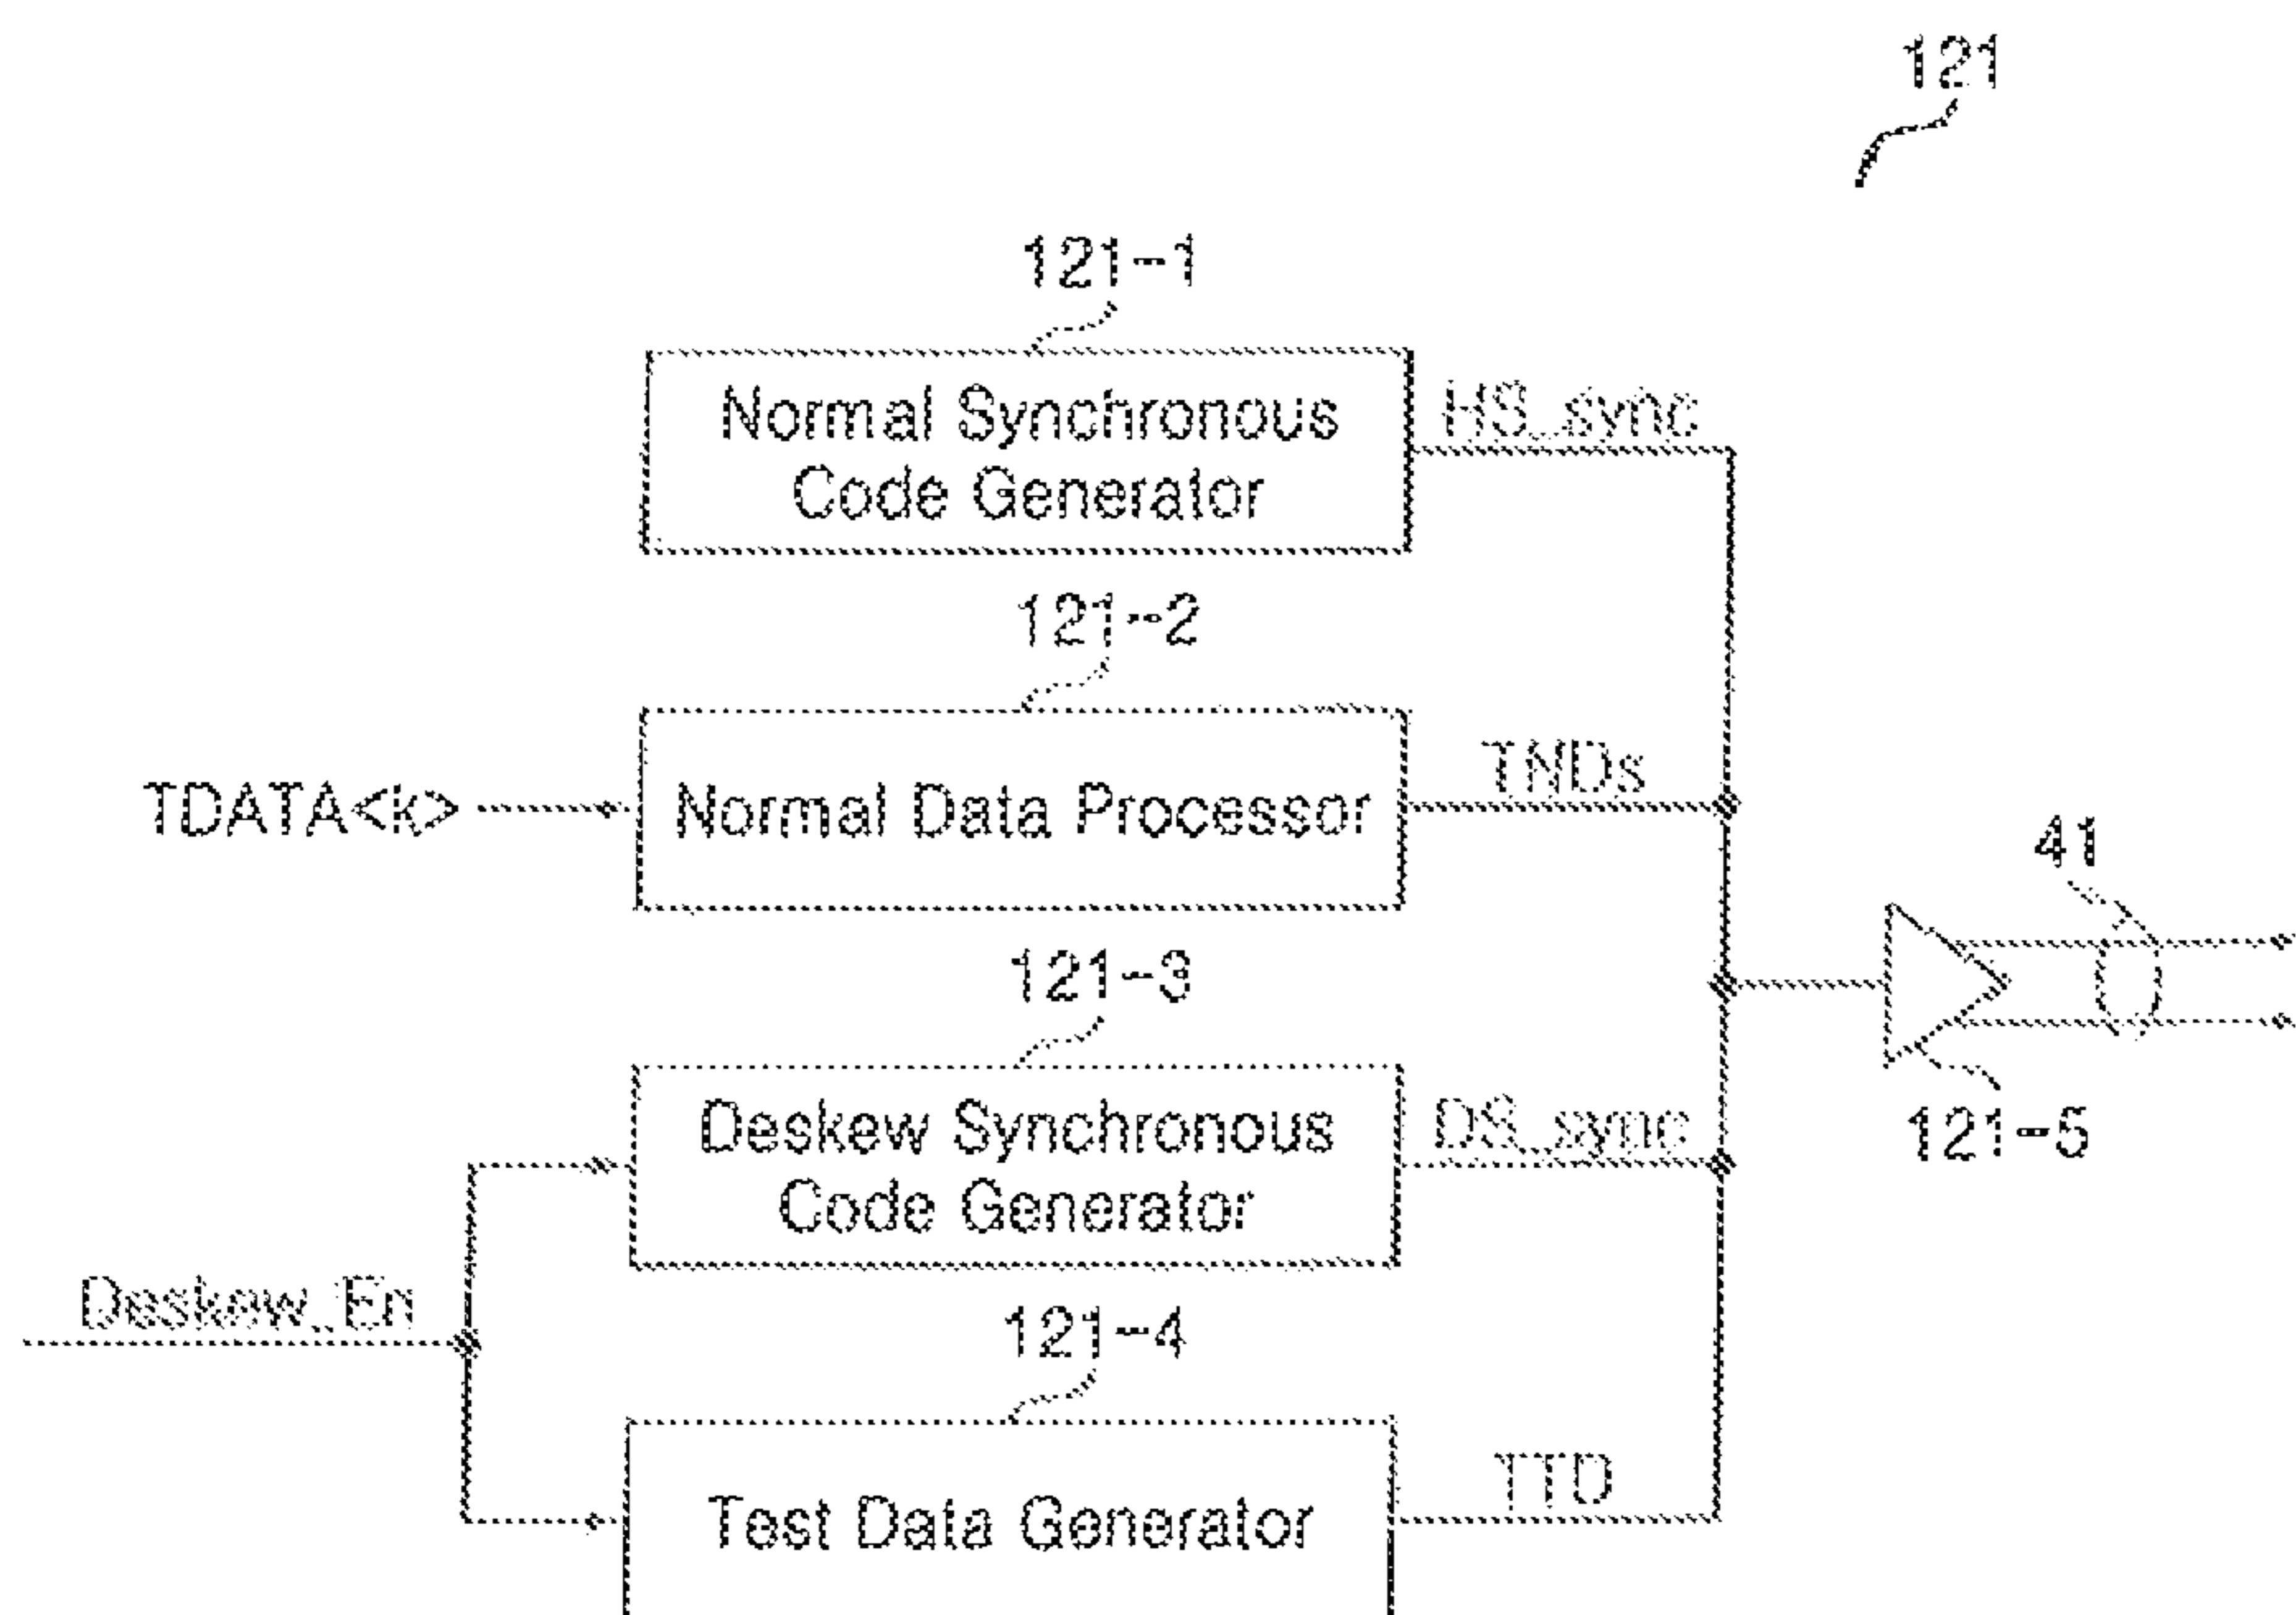 121
121-1
Normal Synchronous
Code Generator
HS_sync
121-2
TDATA<k>
Normal Data Processor
TNDs
41
121-3
Deskew Synchronous
Code Generator
DS_sync
121-5
Deskew_En
121-4
Test Data Generator
TTD